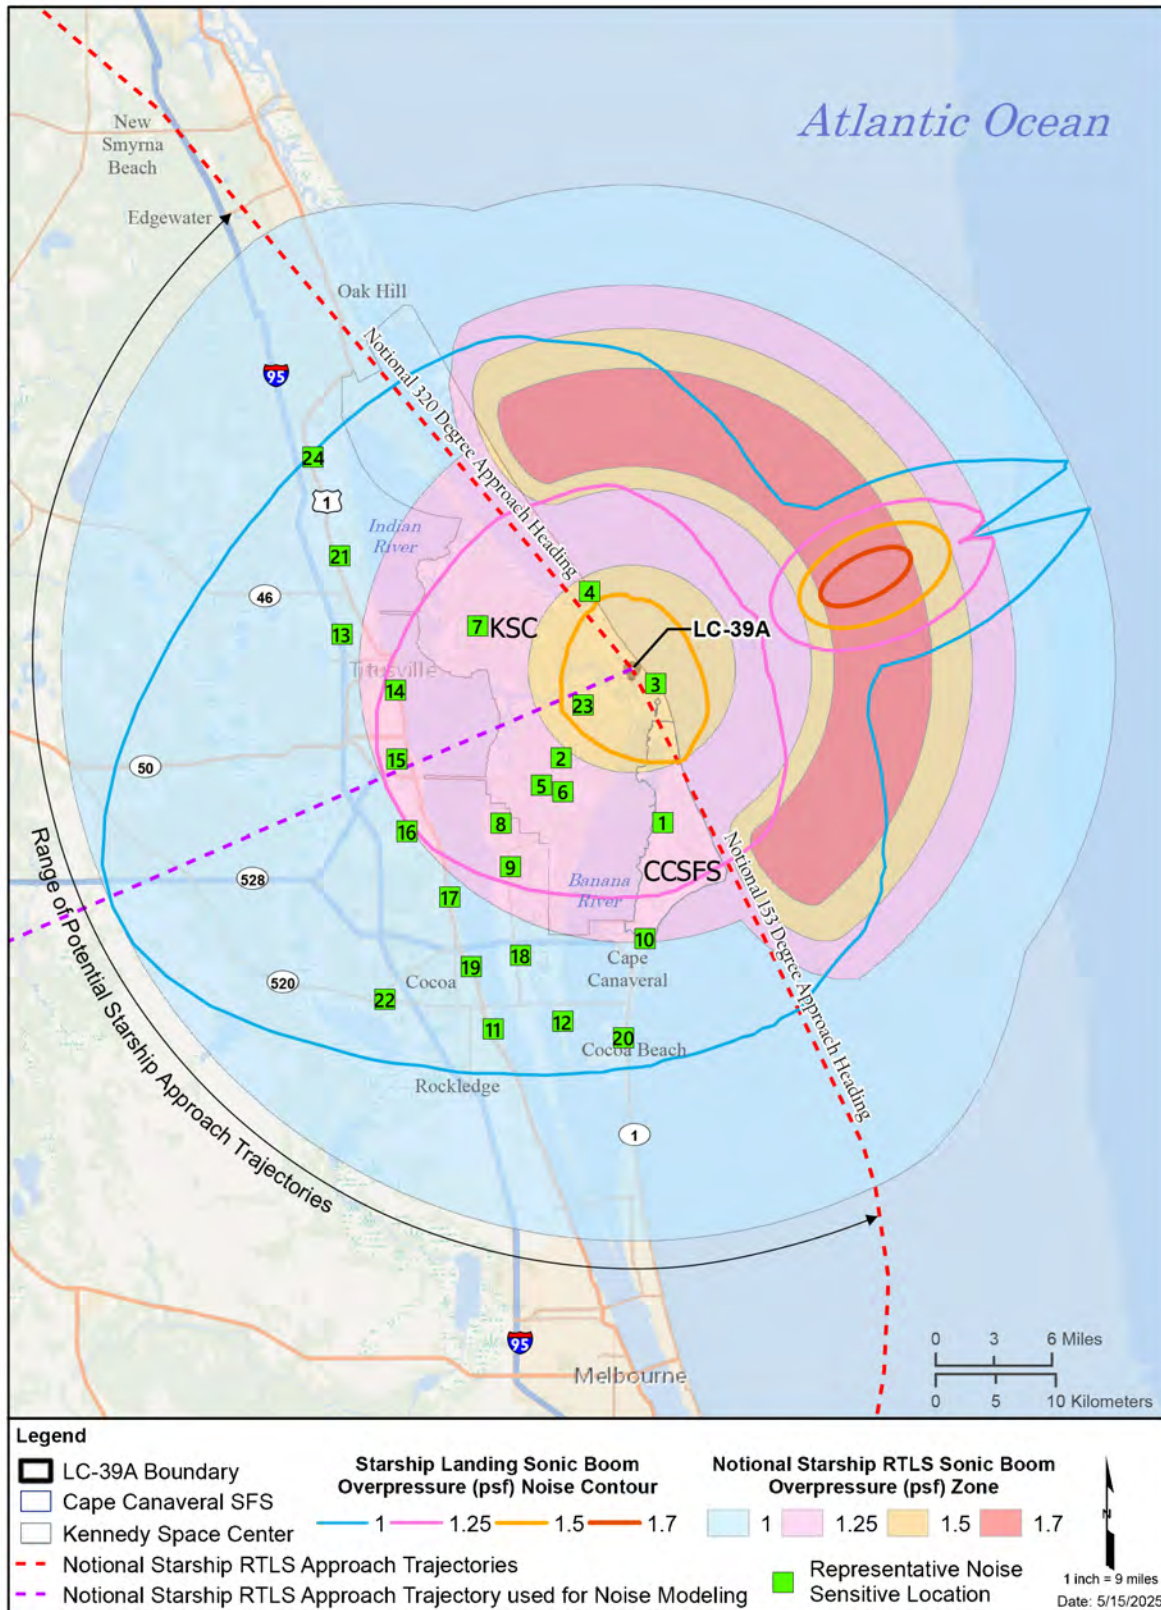 Atlantic Ocean
New
Smyrna
Beach
Edgewater
Oak Hill
95
Notional 320 Degree Approach Heading
24
1
Indian
River
21
46
4
7
KSC
13
LC-39A
Titusville
14
3
23
2
15
50
5
6
8
1
16
9
CCSFS
528
Banana
River
17
Notional 153 Degree Approach Heading
10
18
Cape
Canaveral
19
Cocoa
520
22
12
11
20
Cocoa Beach
Rockledge
Range of Potential Starship Approach Trajectories
1
95
Melbourne
0 3 6 Miles
0 5 10 Kilometers
Legend
LC-39A Boundary
Cape Canaveral SFS
Kennedy Space Center
Notional Starship RTLS Approach Trajectories
Notional Starship RTLS Approach Trajectory used for Noise Modeling
Starship Landing Sonic Boom
Overpressure (psf) Noise Contour
1 1.25 1.5 1.7
Notional Starship RTLS Sonic Boom
Overpressure (psf) Zone
1 1.25 1.5 1.7
Representative Noise
Sensitive Location
N
1 inch = 9 miles
Date: 5/15/2025